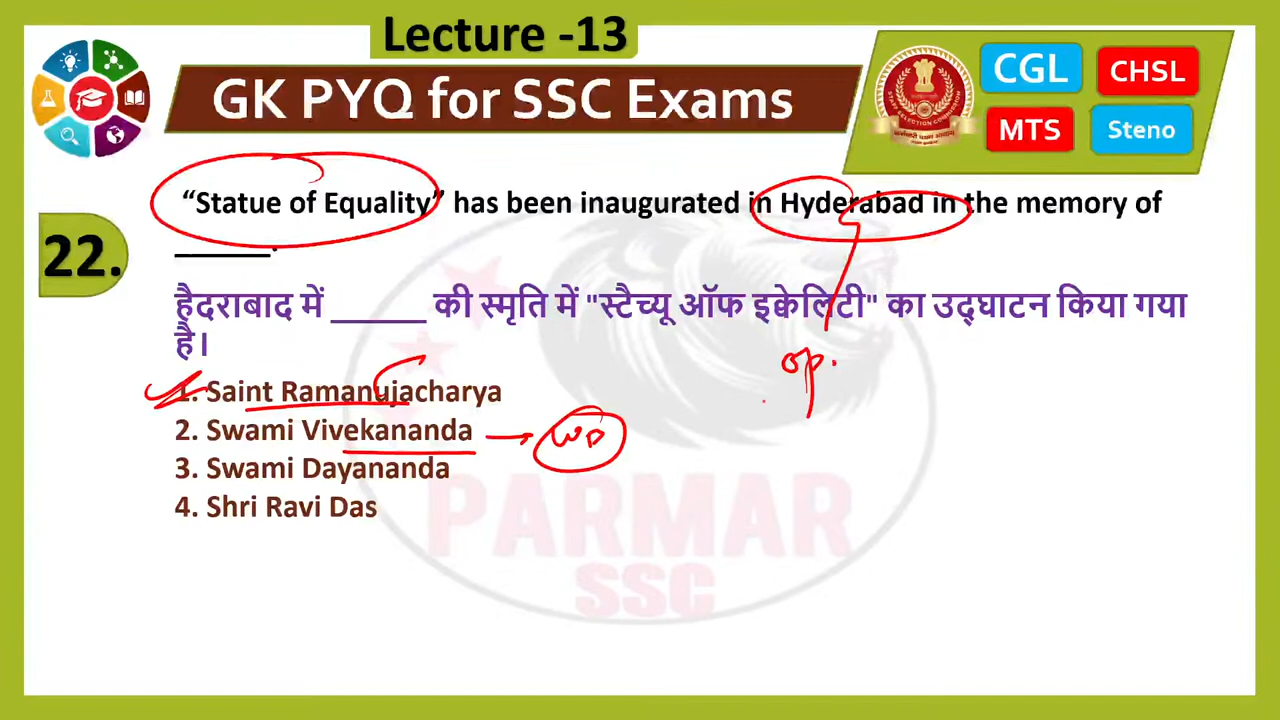 Lecture -13
GK PYQ for SSC Exams
CGL
CHSL
MTS
Steno
22.
“Statue of Equality” has been inaugurated in Hyderabad in the memory of
______.
हैदराबाद में ______ की स्मृति में "स्टैच्यू ऑफ इक्वेलिटी" का उद्घाटन किया गया
है।
1. Saint Ramanujacharya
2. Swami Vivekananda
3. Swami Dayananda
4. Shri Ravi Das
op.
PARMAR
SSC